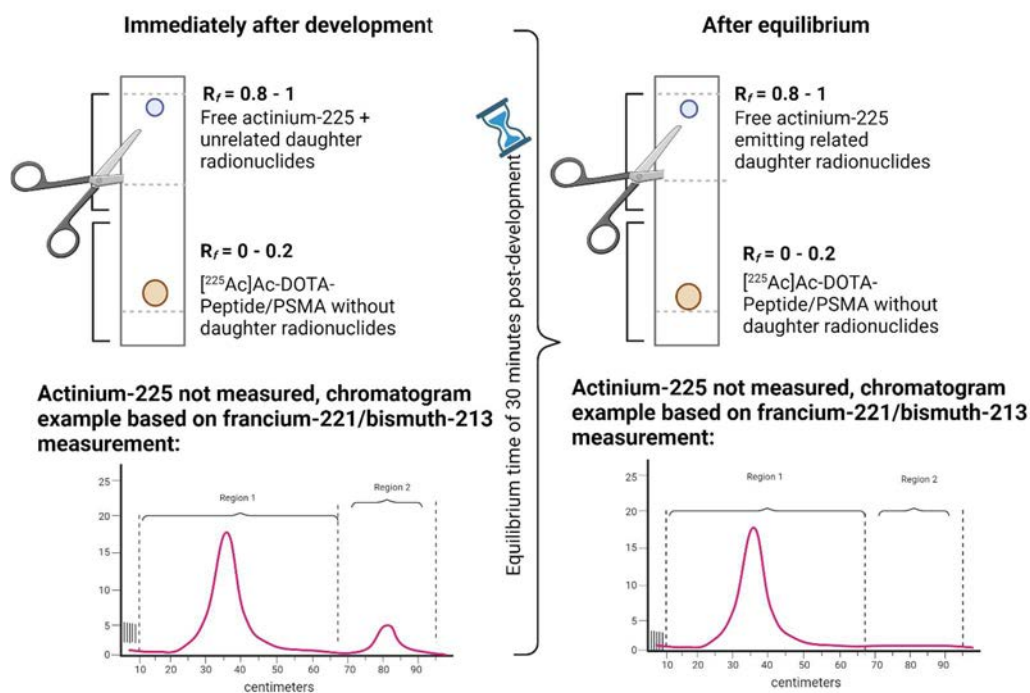 Immediately after development
R𝑓 = 0.8 - 1
Free actinium-225 +
unrelated daughter
radionuclides
R𝑓 = 0 - 0.2
[²²⁵Ac]Ac-DOTA-
Peptide/PSMA without
daughter radionuclides
Actinium-225 not measured, chromatogram
example based on francium-221/bismuth-213
measurement:
25
20
15
10
5
0
Region 1
Region 2
10 20 30 40 50 60 70 80 90
centimeters
Equilibrium time of 30 minutes post-development
After equilibrium
R𝑓 = 0.8 - 1
Free actinium-225
emitting related
daughter radionuclides
R𝑓 = 0 - 0.2
[²²⁵Ac]Ac-DOTA-
Peptide/PSMA without
daughter radionuclides
Actinium-225 not measured, chromatogram
example based on francium-221/bismuth-213
measurement:
25
20
15
10
5
0
Region 1
Region 2
10 20 30 40 50 60 70 80 90
centimeters